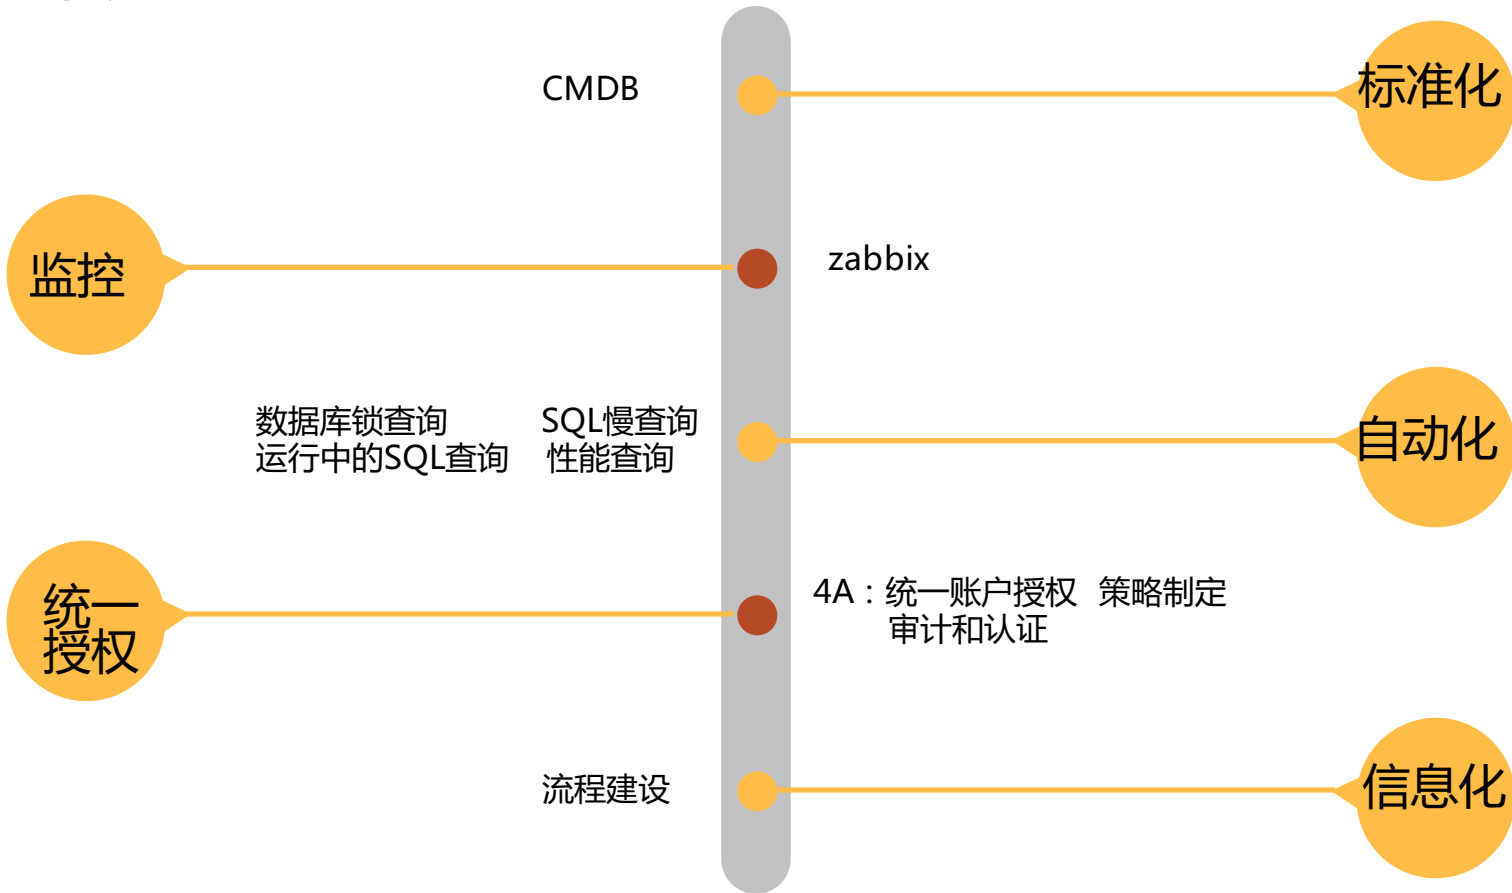 CMDB
标准化
监控
zabbix
数据库锁查询 SQL慢查询
运行中的SQL查询 性能查询
自动化
统一
授权
4A：统一账户授权 策略制定
审计和认证
流程建设
信息化